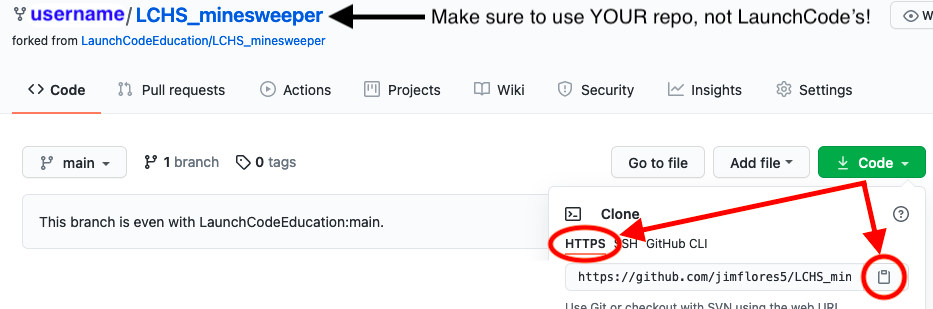 username/LCHS_minesweeper Make sure to use YOUR repo, not LaunchCode's! W
forked from LaunchCodeEducation/LCHS_minesweeper
Code Pull requests Actions Projects Wiki Security Insights Settings
main 1 branch 0 tags Go to file Add file Code
This branch is even with LaunchCodeEducation:main.
Clone
HTTPS SSH GitHub CLI
https://github.com/jimflores5/LCHS_min
Use Git or checkout with SVN using the web URL